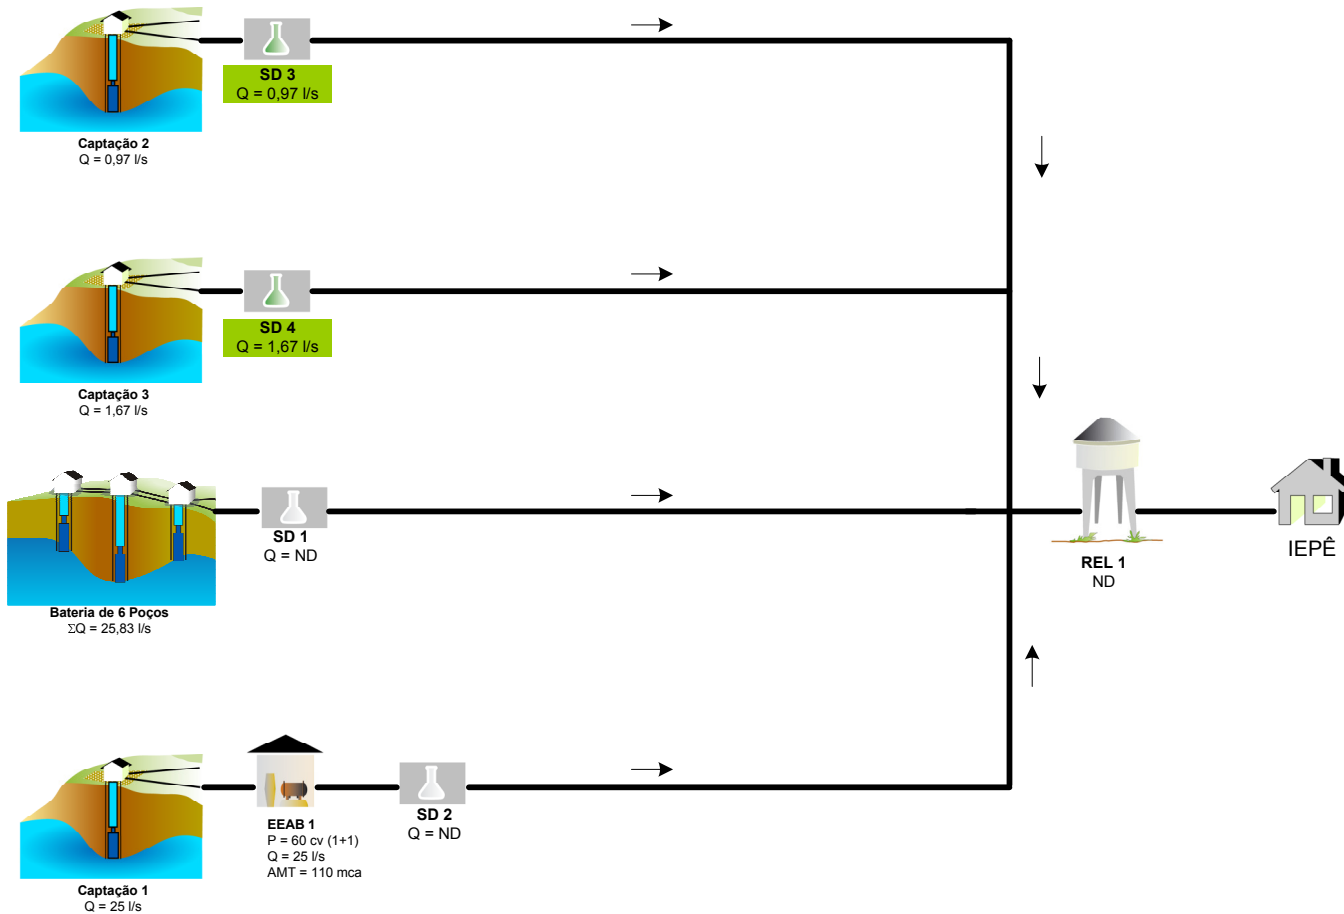 SD 3
Q = 0,97 l/s
Captação 2
Q = 0,97 l/s
SD 4
Q = 1,67 l/s
Captação 3
Q = 1,67 l/s
SD 1
Q = ND
Bateria de 6 Poços
ΣQ = 25,83 l/s
REL 1
ND
IEPÊ
EEAB 1
P = 60 cv (1+1)
Q = 25 l/s
AMT = 110 mca
SD 2
Q = ND
Captação 1
Q = 25 l/s